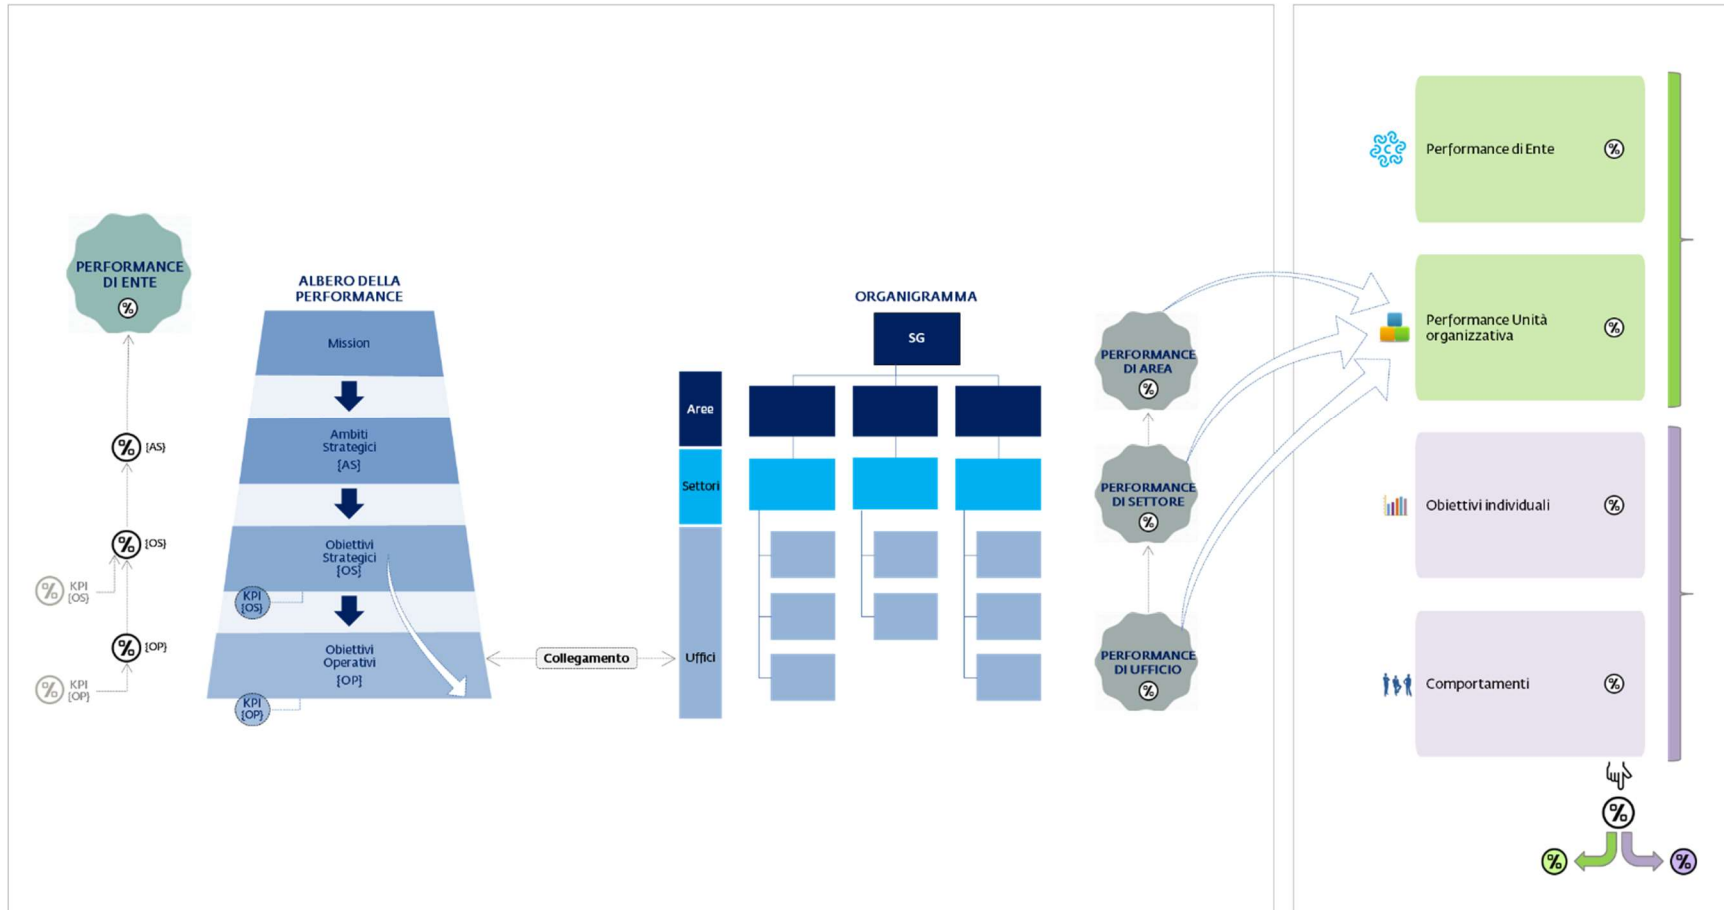 PERFORMANCE
DI ENTE
%
% [AS]
% [OS]
% KPI
[OS]
% [OP]
% KPI
[OP]
ALBERO DELLA
PERFORMANCE
Mission
Ambiti
Strategici
[AS]
Obiettivi
Strategici
[OS]
KPI
[OS]
Obiettivi
Operativi
[OP]
KPI
[OP]
Collegamento
ORGANIGRAMMA
SG
Aree
Settori
Uffici
PERFORMANCE
DI AREA
%
PERFORMANCE
DI SETTORE
%
PERFORMANCE
DI UFFICIO
%
C
Performance di Ente %
Performance Unità
organizzativa %
Obiettivi individuali %
Comportamenti %
%
% %